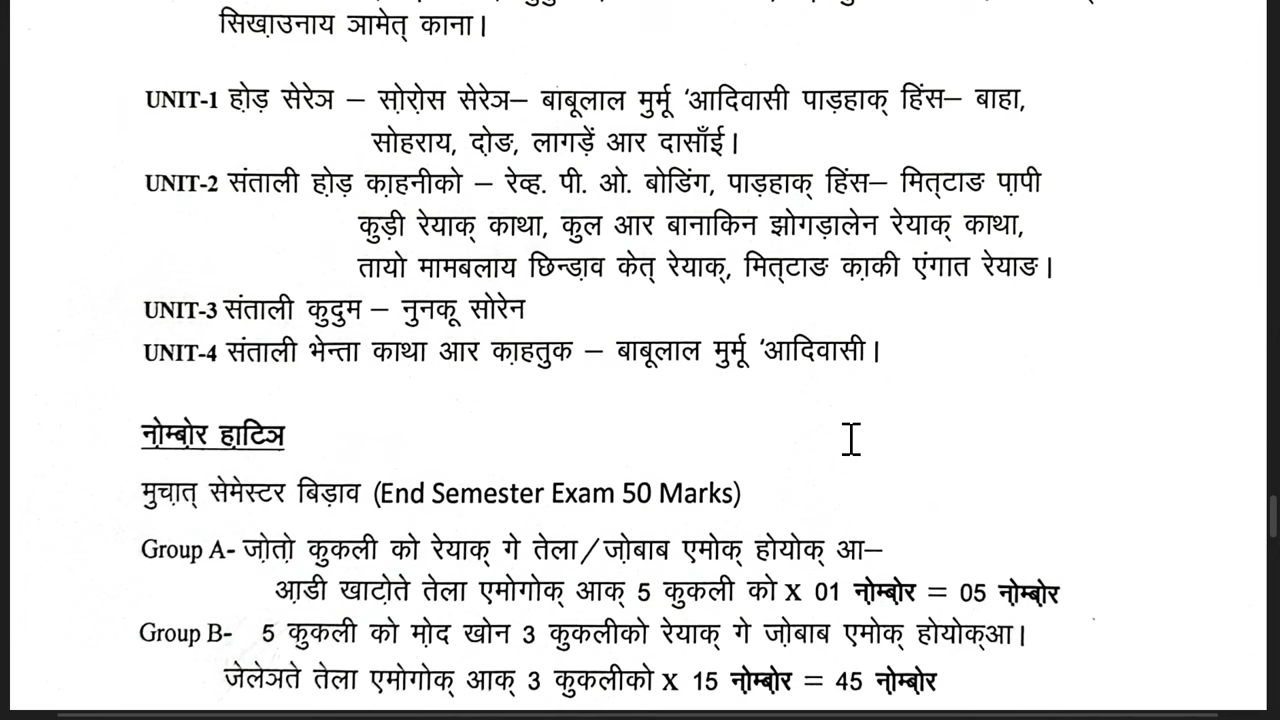 सिखा़उनाय ञामेत् काना।
UNIT-1 हो़ड़ सेरेञ – सो़रो़स सेरेञ– बाबूलाल मुर्मू ‘आदिवासी पाड़हाक् हिंस– बाहा,
सोहराय, दो़ङ, लागड़ें आर दासाँई।
UNIT-2 संताली हो़ड़ का़हनीको – रेव्ह. पी. ओ. बोडिंग, पाड़हाक् हिंस– मित्टाङ पा़पी
कुड़ी रेयाक् काथा, कुल आर बानाकिन झोगड़ालेन रेयाक् काथा,
तायो मामबलाय छिन्डा़व केत् रेयाक्, मित्टाङ का़की एंगात रेयाङ।
UNIT-3 संताली कुदुम – नुनकू सोरेन
UNIT-4 संताली भेन्ता काथा आर का़हतुक – बाबूलाल मुर्मू ‘आदिवासी।
नो़म्बो़र हा़टिञ
मुचा़त् सेमेस्टर बिड़ाव (End Semester Exam 50 Marks)
Group A- जो़तो़ कुकली को रेयाक् गे तेला/जो़बाब एमोक् होयोक् आ–
आ़डी खाटो़ते तेला एमोगोक् आक् 5 कुकली को X 01 नो़म्बो़र = 05 नो़म्बो़र
Group B- 5 कुकली को मो़द खोन 3 कुकलीको रेयाक् गे जो़बाब एमोक् होयोक्आ।
जेलेञते तेला एमोगोक् आक् 3 कुकलीको X 15 नो़म्बो़र = 45 नो़म्बो़र